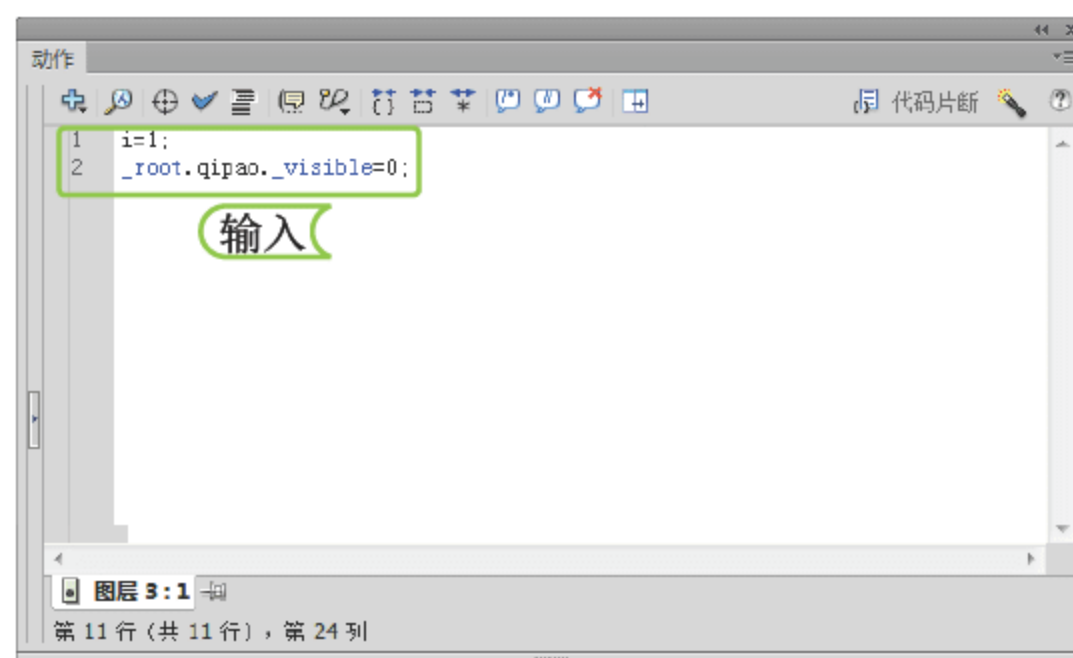 动作
代码片断
1 i=1;
2 _root.qipao._visible=0;
输入
图层 3:1
第 11 行 (共 11 行) , 第 24 列